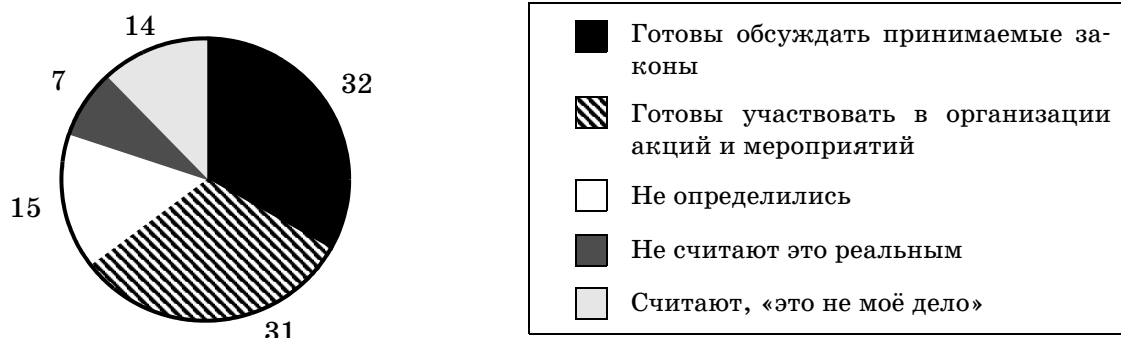 14
7
32
15
31
Готовы обсуждать принимаемые за-
коны
Готовы участвовать в организации
акций и мероприятий
Не определились
Не считают это реальным
Считают, «это не моё дело»